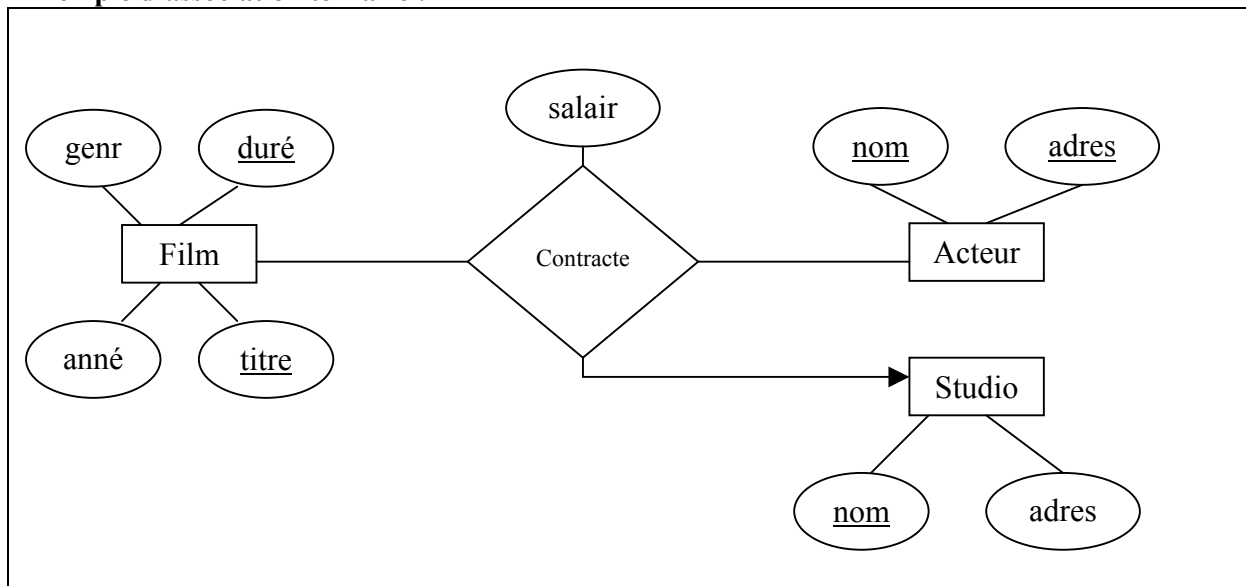 salair
genr
duré
nom
adres
Film
Contracte
Acteur
anné
titre
Studio
nom
adres